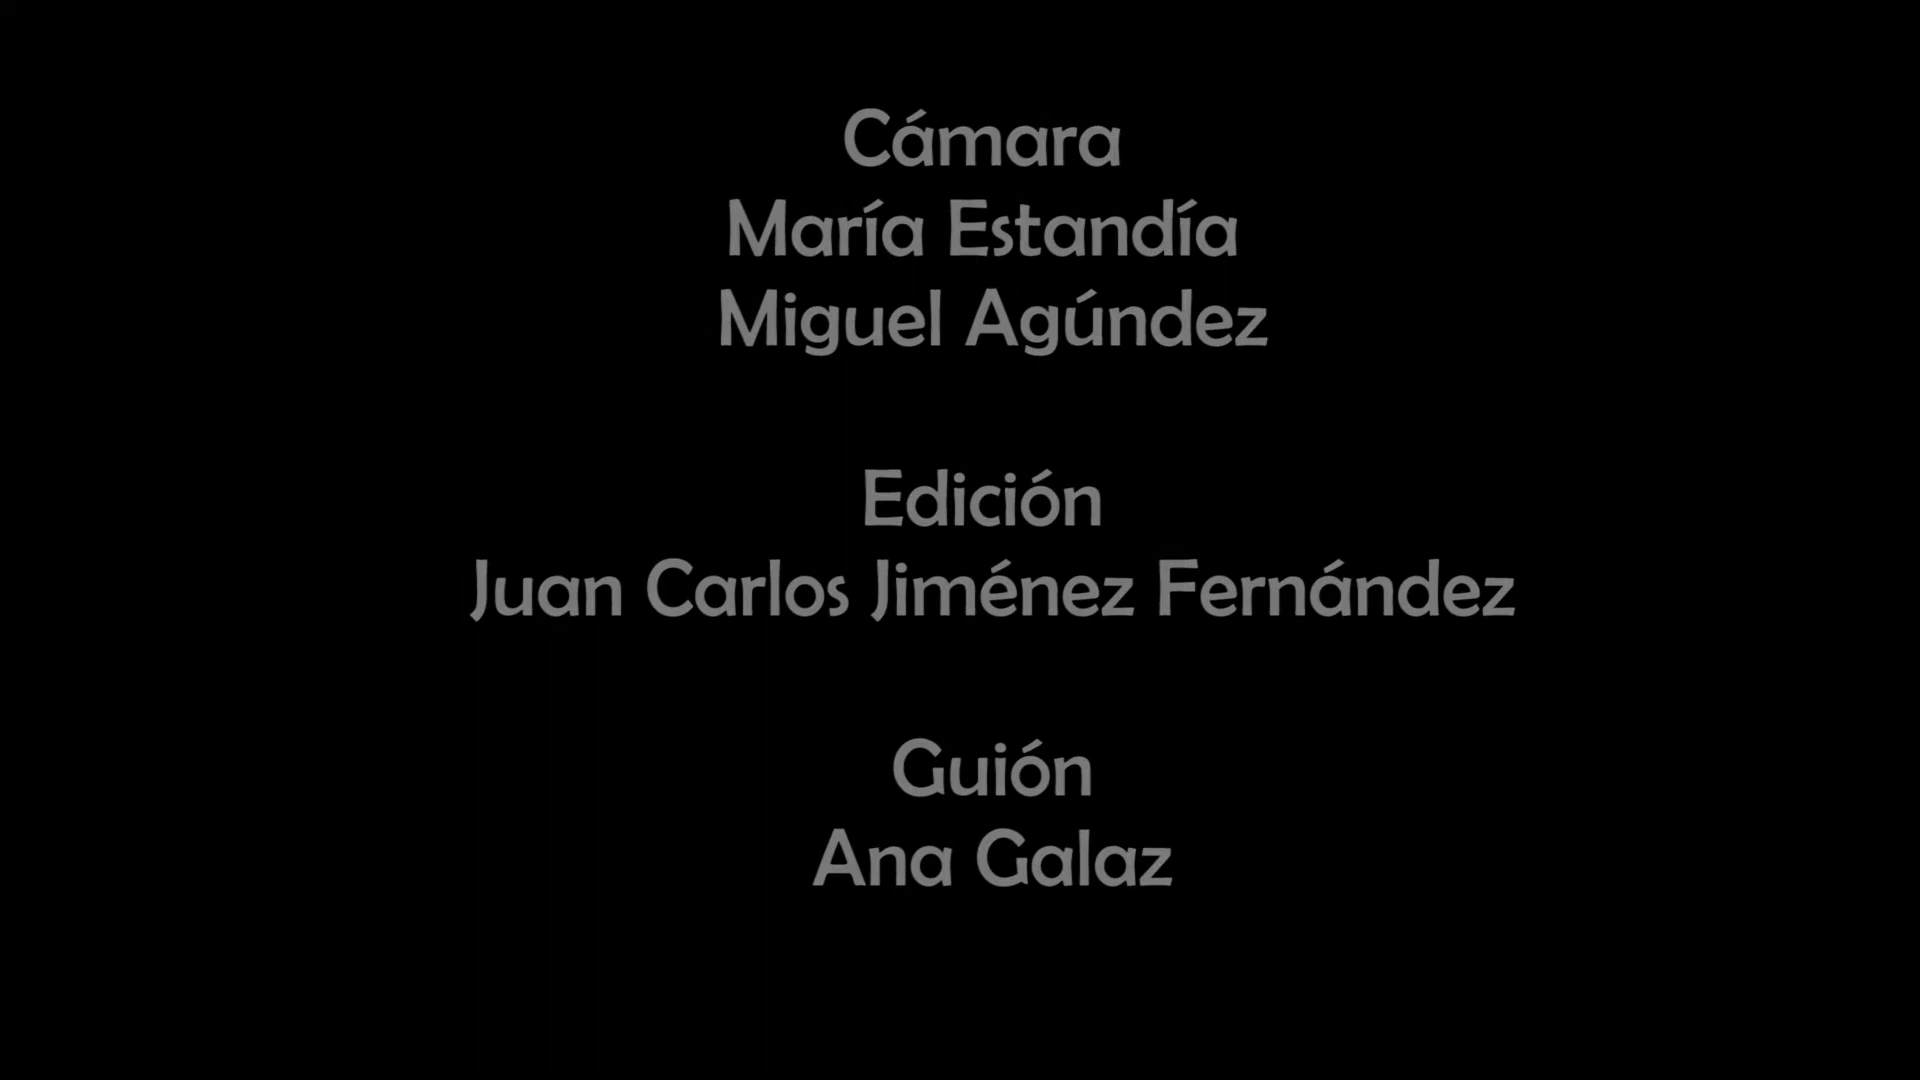 Cámara
María Estandía
Miguel Agúndez
Edición
Juan Carlos Jiménez Fernández
Guión
Ana Galaz